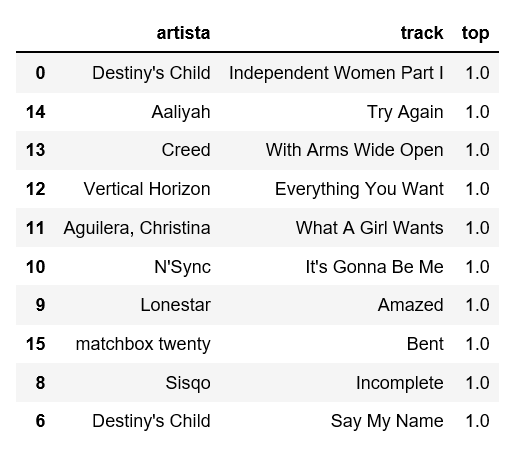 artista track top
0 Destiny's Child Independent Women Part I 1.0
14 Aaliyah Try Again 1.0
13 Creed With Arms Wide Open 1.0
12 Vertical Horizon Everything You Want 1.0
11 Aguilera, Christina What A Girl Wants 1.0
10 N'Sync It's Gonna Be Me 1.0
9 Lonestar Amazed 1.0
15 matchbox twenty Bent 1.0
8 Sisqo Incomplete 1.0
6 Destiny's Child Say My Name 1.0